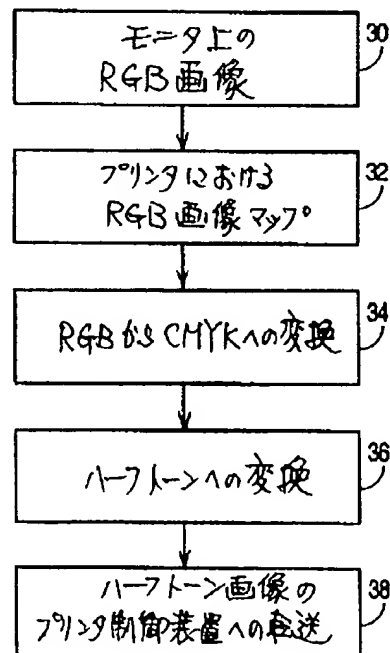 モニタ上の
RGB画像
30
プリンタにおける
RGB画像マップ
32
RGBからCMYKへの変換
34
ハーフトーンへの変換
36
ハーフトーン画像の
プリンタ制御装置への転送
38